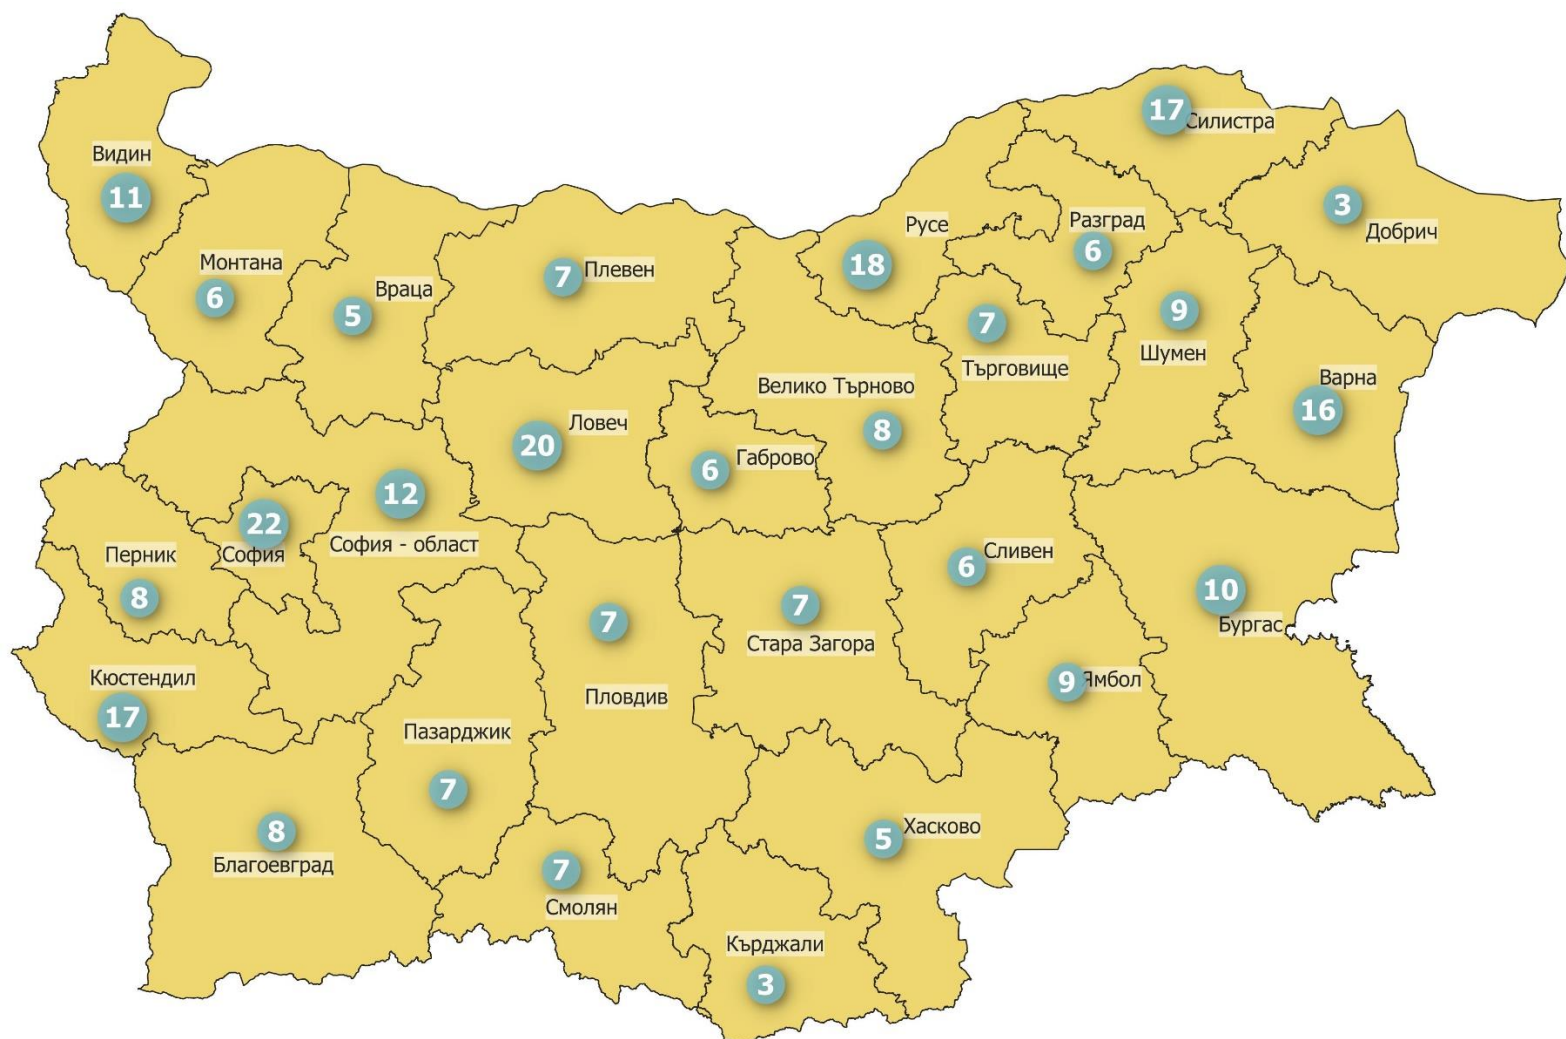 17
Силистра
Видин
11
3
Добрич
Русе
18
Разград
6
Монтана
6
Враца
5
7
Плевен
7
Търговище
9
Шумен
Варна
16
Велико Търново
8
Ловеч
20
6
Габрово
12
София - област
22
София
Перник
8
Сливен
6
10
Бургас
7
Пловдив
7
Стара Загора
9
Ямбол
Кюстендил
17
Пазарджик
7
8
Благоевград
5
Хасково
7
Смолян
Кърджали
3